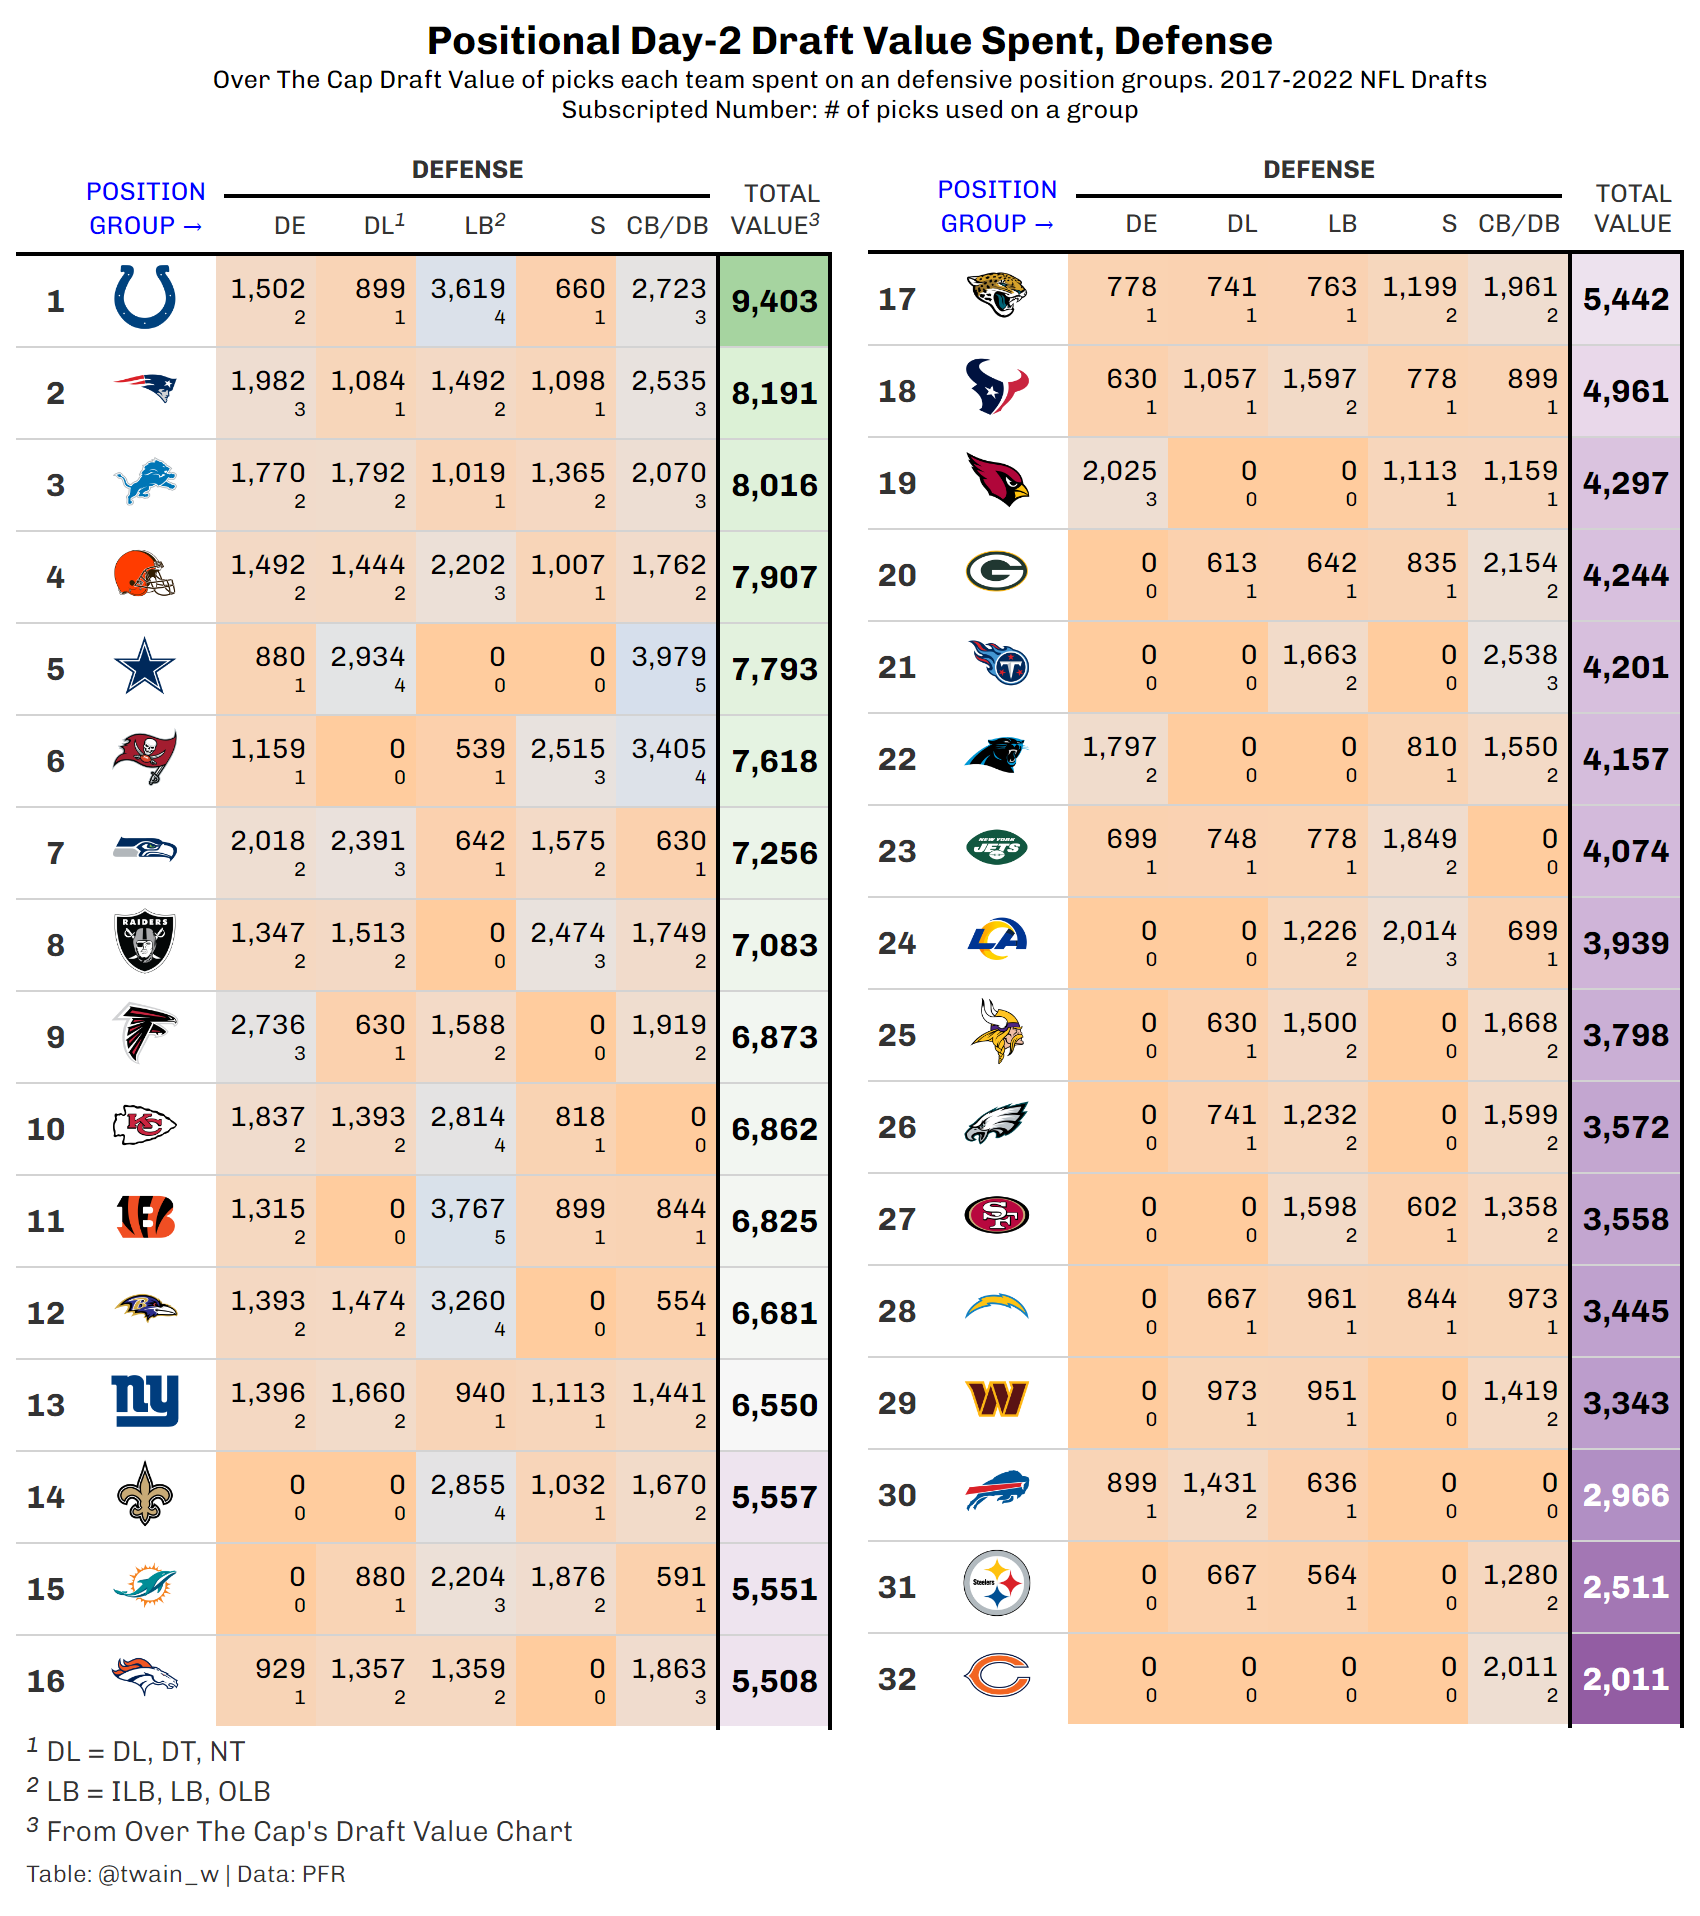 Positional Day-2 Draft Value Spent, Defense
Over The Cap Draft Value of picks each team spent on an defensive position groups. 2017-2022 NFL Drafts
Subscripted Number: # of picks used on a group
DEFENSE
POSITION GROUP → DE DL¹ LB² S CB/DB TOTAL VALUE³
1 1,502 2 899 1 3,619 4 660 1 2,723 3 9,403
2 1,982 3 1,084 1 1,492 2 1,098 1 2,535 3 8,191
3 1,770 2 1,792 2 1,019 1 1,365 2 2,070 3 8,016
4 1,492 2 1,444 2 2,202 3 1,007 1 1,762 2 7,907
5 880 1 2,934 4 0 0 0 0 3,979 5 7,793
6 1,159 1 0 0 539 1 2,515 3 3,405 4 7,618
7 2,018 2 2,391 3 642 1 1,575 2 630 1 7,256
8 RAIDERS 1,347 2 1,513 2 0 0 2,474 3 1,749 2 7,083
9 2,736 3 630 1 1,588 2 0 0 1,919 2 6,873
10 KC 1,837 2 1,393 2 2,814 4 818 1 0 0 6,862
11 B 1,315 2 0 0 3,767 5 899 1 844 1 6,825
12 B 1,393 2 1,474 2 3,260 4 0 0 554 1 6,681
13 ny 1,396 2 1,660 2 940 1 1,113 1 1,441 2 6,550
14 0 0 0 0 2,855 4 1,032 1 1,670 2 5,557
15 0 0 880 1 2,204 3 1,876 2 591 1 5,551
16 929 1 1,357 2 1,359 2 0 0 1,863 3 5,508
DEFENSE
POSITION GROUP → DE DL LB S CB/DB TOTAL VALUE
17 778 1 741 1 763 1 1,199 2 1,961 2 5,442
18 630 1 1,057 1 1,597 2 778 1 899 1 4,961
19 2,025 3 0 0 0 0 1,113 1 1,159 1 4,297
20 G 0 0 613 1 642 1 835 1 2,154 2 4,244
21 T 0 0 0 0 1,663 2 0 0 2,538 3 4,201
22 1,797 2 0 0 0 0 810 1 1,550 2 4,157
23 NEW YORK JETS 699 1 748 1 778 1 1,849 2 0 0 4,074
24 LA 0 0 0 0 1,226 2 2,014 3 699 1 3,939
25 0 0 630 1 1,500 2 0 0 1,668 2 3,798
26 0 0 741 1 1,232 2 0 0 1,599 2 3,572
27 SF 0 0 0 0 1,598 2 602 1 1,358 2 3,558
28 0 0 667 1 961 1 844 1 973 1 3,445
29 W 0 0 973 1 951 1 0 0 1,419 2 3,343
30 899 1 1,431 2 636 1 0 0 0 0 2,966
31 Steelers 0 0 667 1 564 1 0 0 1,280 2 2,511
32 C 0 0 0 0 0 0 0 0 2,011 2 2,011
¹ DL = DL, DT, NT
² LB = ILB, LB, OLB
³ From Over The Cap's Draft Value Chart
Table: @twain_w | Data: PFR